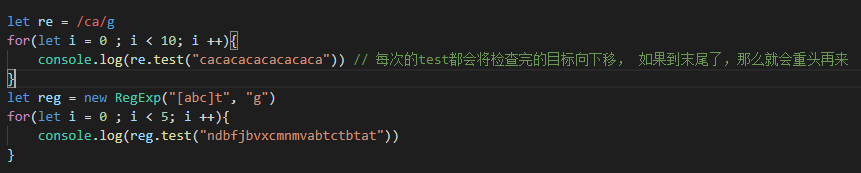 let re = /ca/g
for(let i = 0 ; i < 10; i ++){
    console.log(re.test("cacacacacacacaca")) // 每次的test都会将检查完的目标向下移， 如果到末尾了，那么就会重头再来
}
let reg = new RegExp("[abc]t", "g")
for(let i = 0 ; i < 5; i ++){
    console.log(reg.test("ndbfjbvxcmnmvabtctbtat"))
}